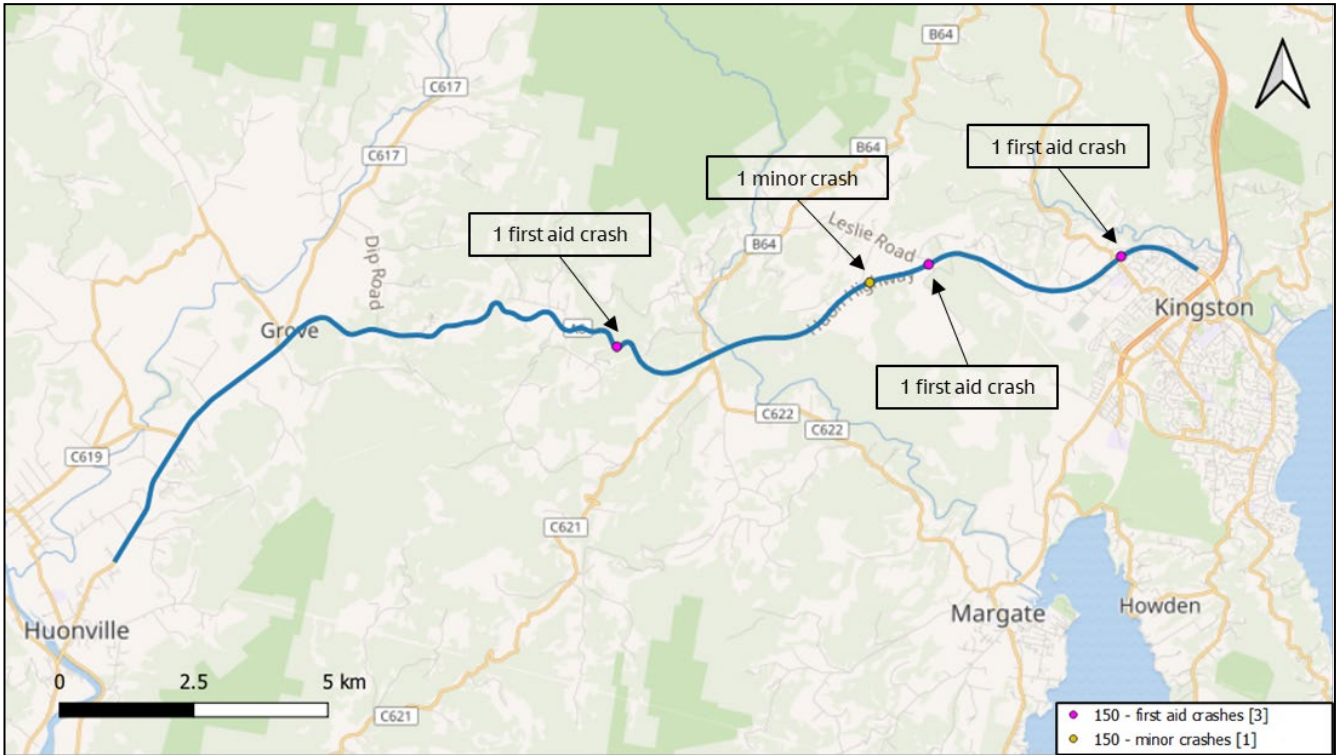 B64
C617
1 first aid crash
C617
B64
1 minor crash
Leslie Road
1 first aid crash
Dip Road
B64
Huon Highway
Kingston
Grove
1 first aid crash
C622
C622
C619
C621
Margate
Howden
Huonville
0 2.5 5 km
C621
150 - first aid crashes [3]
150 - minor crashes [1]